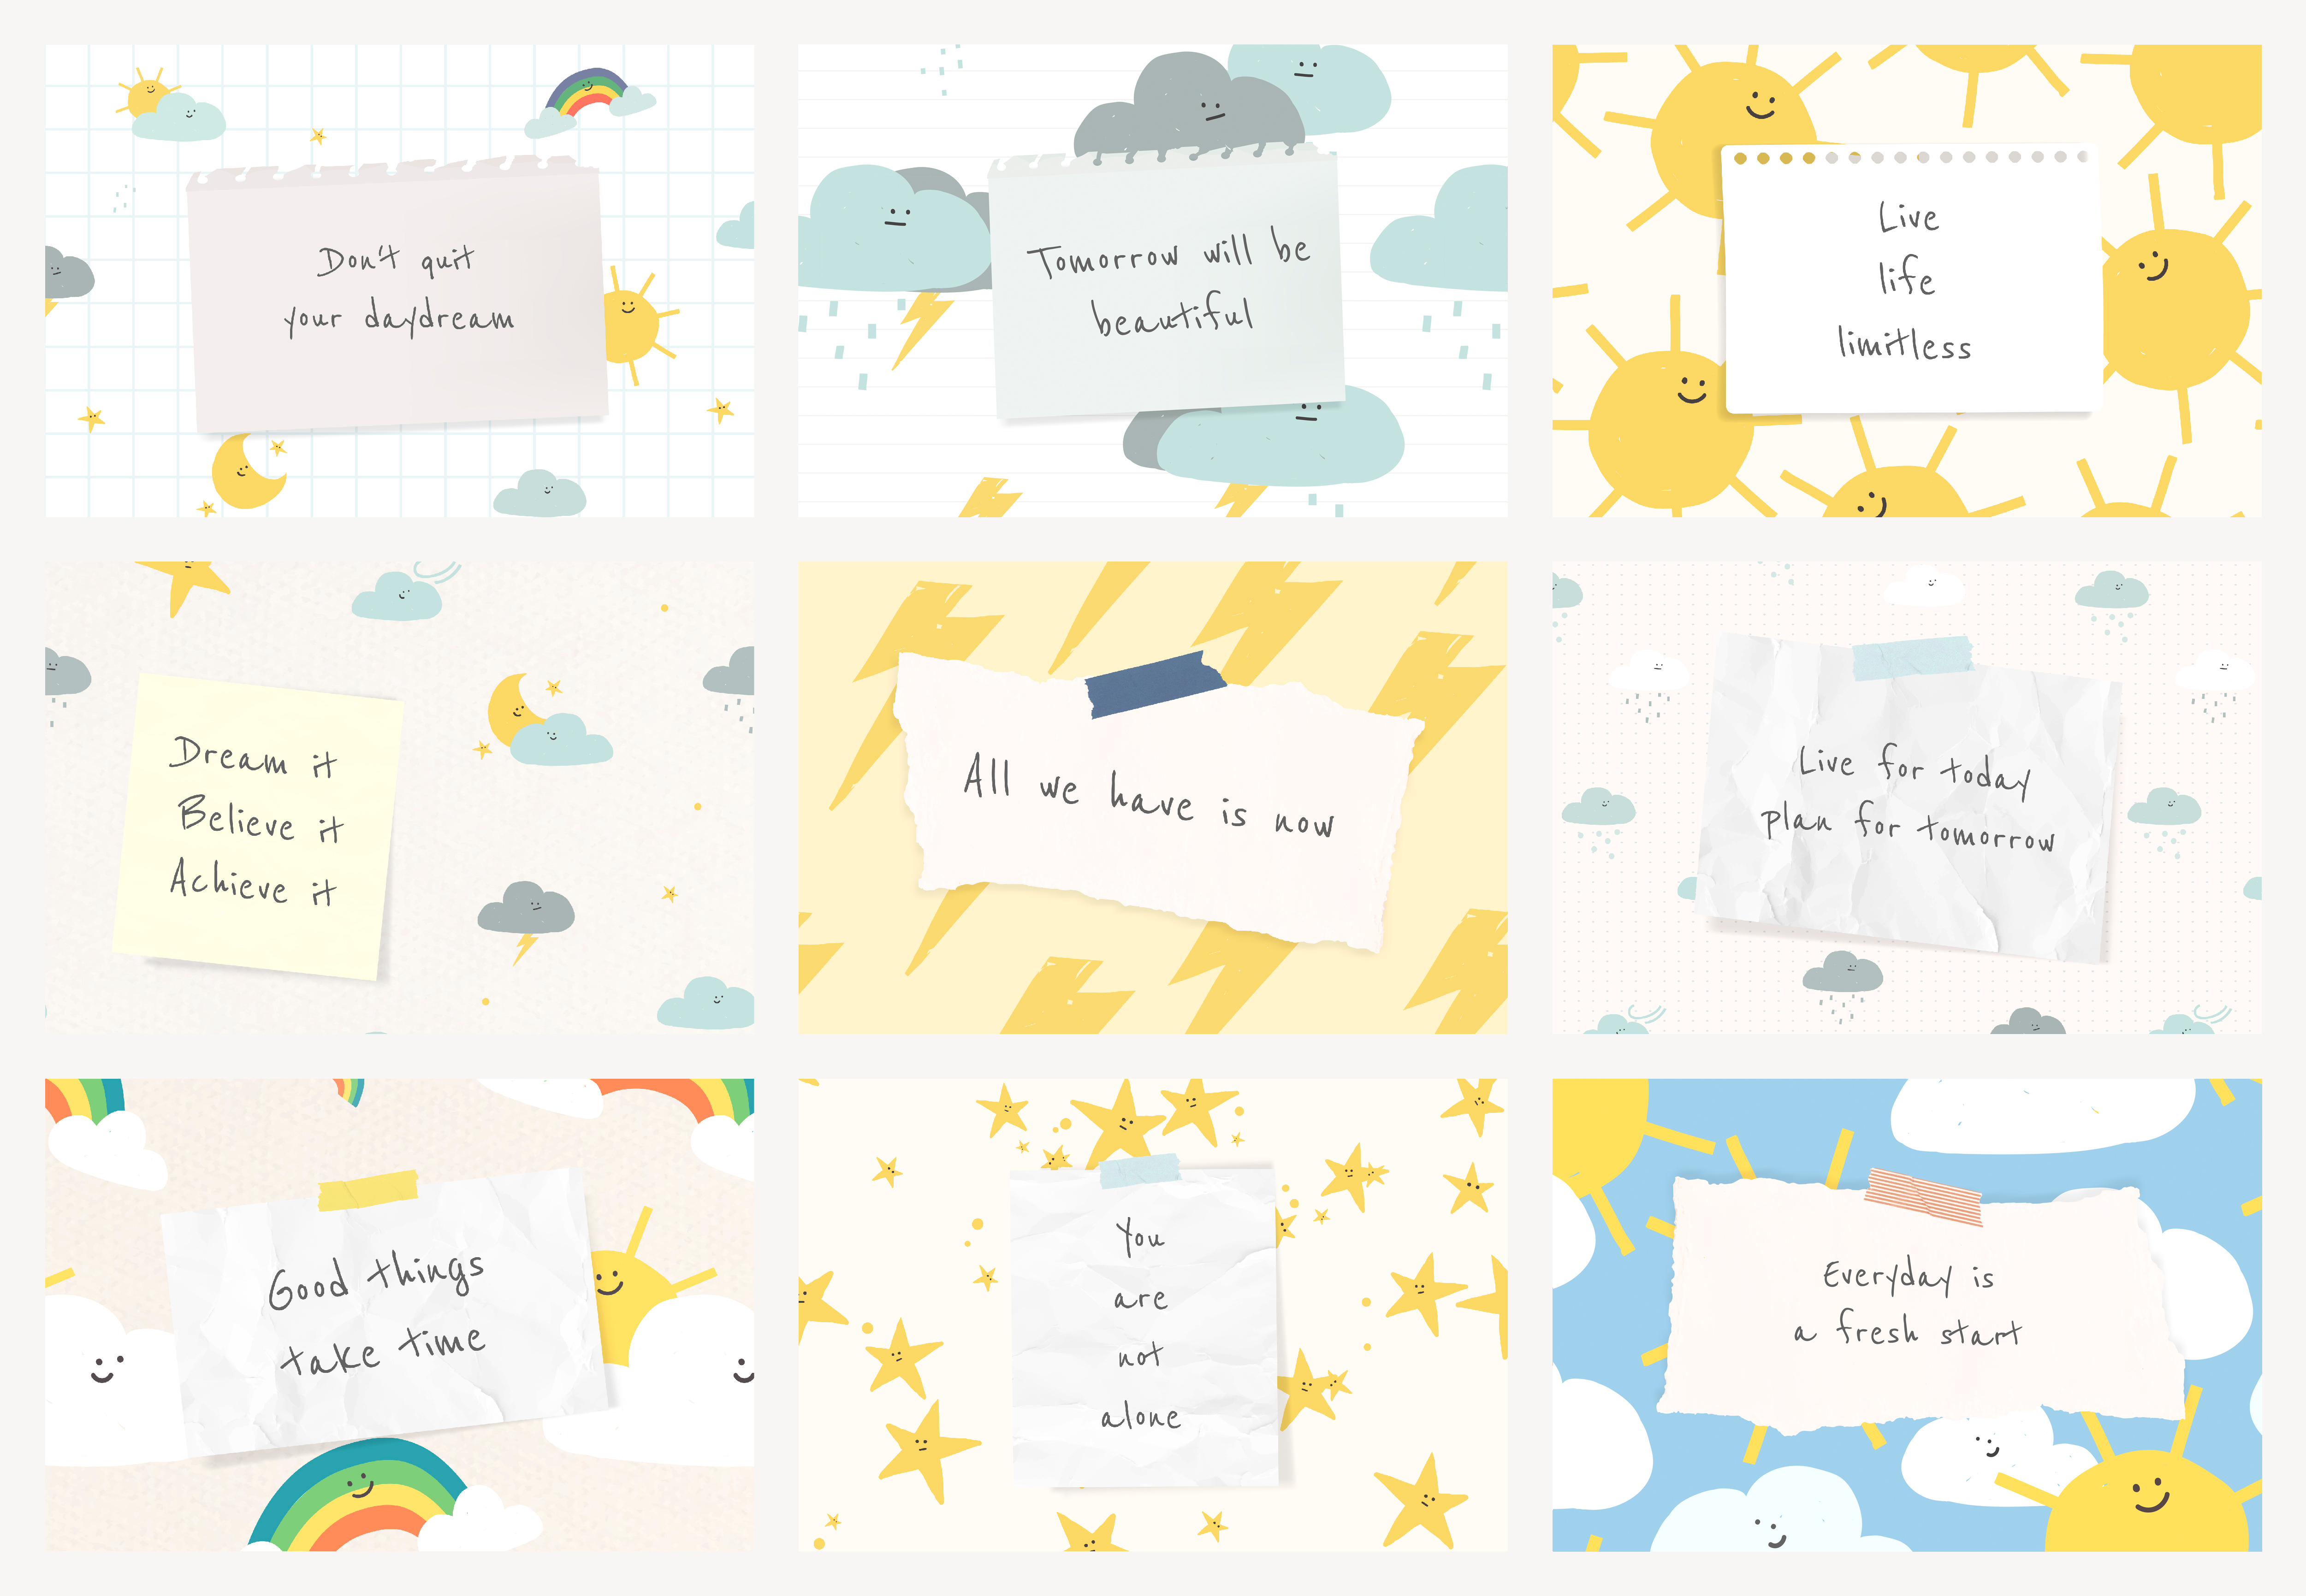 Don't quit
your daydream
Tomorrow will be
beautiful
Live
life
limitless
Dream it
Believe it
Achieve it
All we have is now
Live for today
plan for tomorrow
Good things
take time
You
are
not
alone
Everyday is
a fresh start